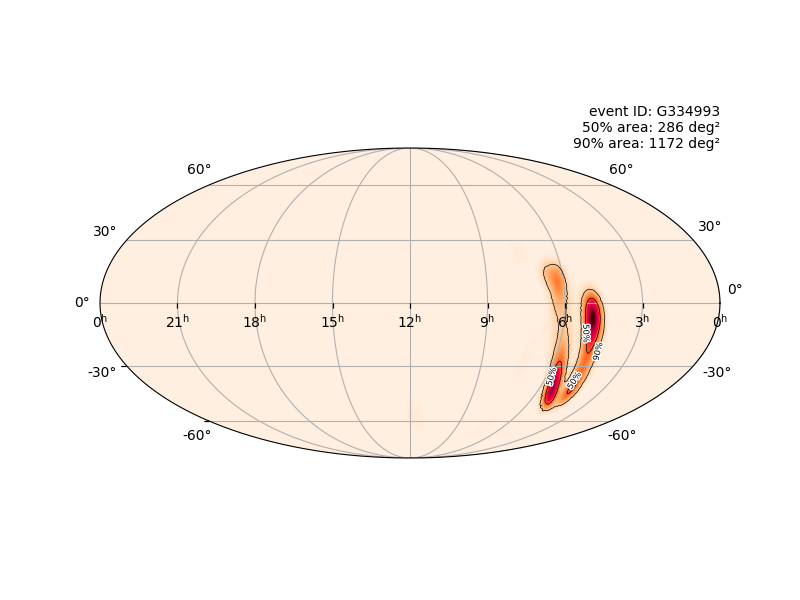 event ID: G334993
50% area: 286 deg²
90% area: 1172 deg²
60° 60°
30° 30°
0° 0°
0ʰ 21ʰ 18ʰ 15ʰ 12ʰ 9ʰ 6ʰ 3ʰ 0ʰ
50%
90%
-30° -30°
50% 50%
-60° -60°